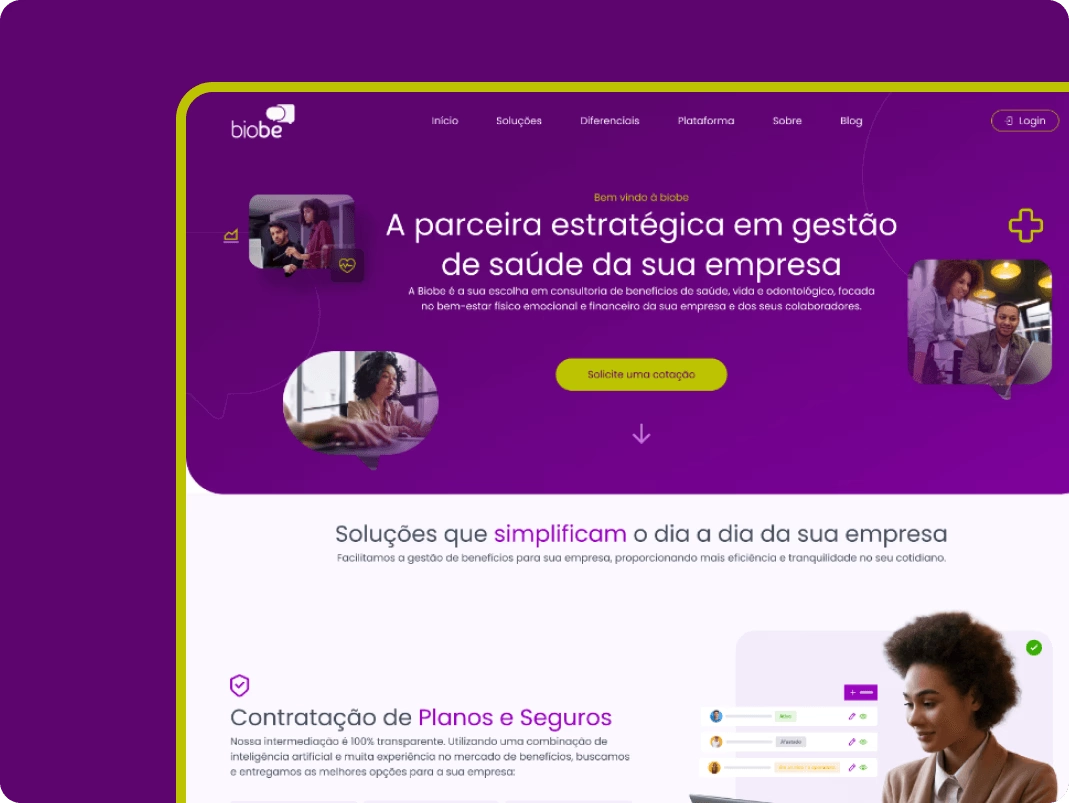 biobe
Início
Soluções
Diferenciais
Plataforma
Sobre
Blog
Login
Bem vindo à biobe
A parceira estratégica em gestão
de saúde da sua empresa
A Biobe é a sua escolha em consultoria de benefícios de saúde, vida e odontológico, focada
no bem-estar físico emocional e financeiro da sua empresa e dos seus colaboradores.
Solicite uma cotação
Soluções que simplificam o dia a dia da sua empresa
Facilitamos a gestão de benefícios para sua empresa, proporcionando mais eficiência e tranquilidade no seu cotidiano.
Contratação de Planos e Seguros
Nossa intermediação é 100% transparente. Utilizando uma combinação de
inteligência artificial e muita experiência no mercado de benefícios, buscamos
e entregamos as melhores opções para a sua empresa:
Ativo
Afastado